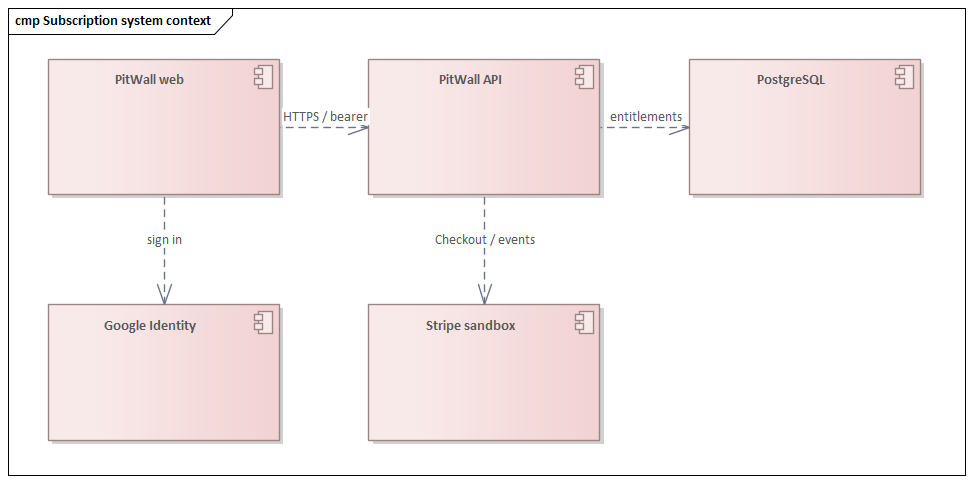 cmp Subscription system context
PitWall web
PitWall API
PostgreSQL
HTTPS / bearer
entitlements
sign in
Checkout / events
Google Identity
Stripe sandbox